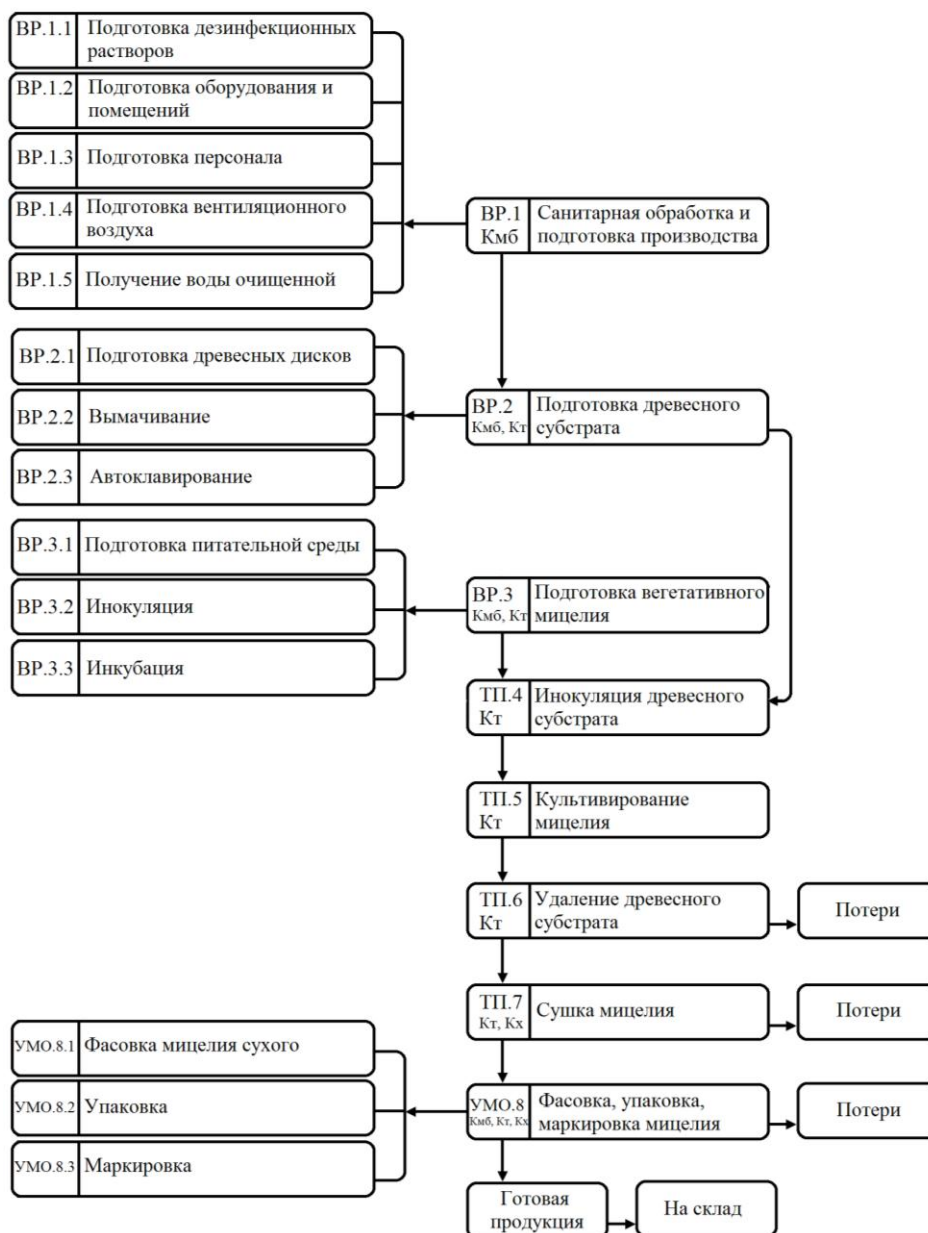 ВР.1.1 Подготовка дезинфекционных
растворов
ВР.1.2 Подготовка оборудования и
помещений
ВР.1.3 Подготовка персонала
ВР.1.4 Подготовка вентиляционного
воздуха
ВР.1.5 Получение воды очищенной
ВР.1 Санитарная обработка и
Кмб подготовка производства
ВР.2.1 Подготовка древесных дисков
ВР.2.2 Вымачивание
ВР.2.3 Автоклавирование
ВР.2 Подготовка древесного
Кмб, Кт субстрата
ВР.3.1 Подготовка питательной среды
ВР.3.2 Инокуляция
ВР.3.3 Инкубация
ВР.3 Подготовка вегетативного
Кмб, Кт мицелия
ТП.4 Инокуляция древесного
Кт субстрата
ТП.5 Культивирование
Кт мицелия
ТП.6 Удаление древесного
Кт субстрата
Потери
ТП.7 Сушка мицелия
Кт, Кх
Потери
УМО.8.1 Фасовка мицелия сухого
УМО.8.2 Упаковка
УМО.8.3 Маркировка
УМО.8 Фасовка, упаковка,
Кмб, Кт, Кх маркировка мицелия
Потери
Готовая
продукция
На склад